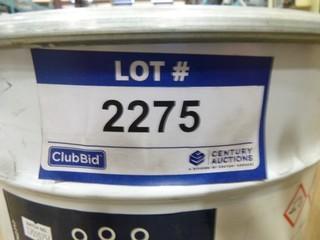 LOT #
2275
ClubBid
CENTURY
AUCTIONS